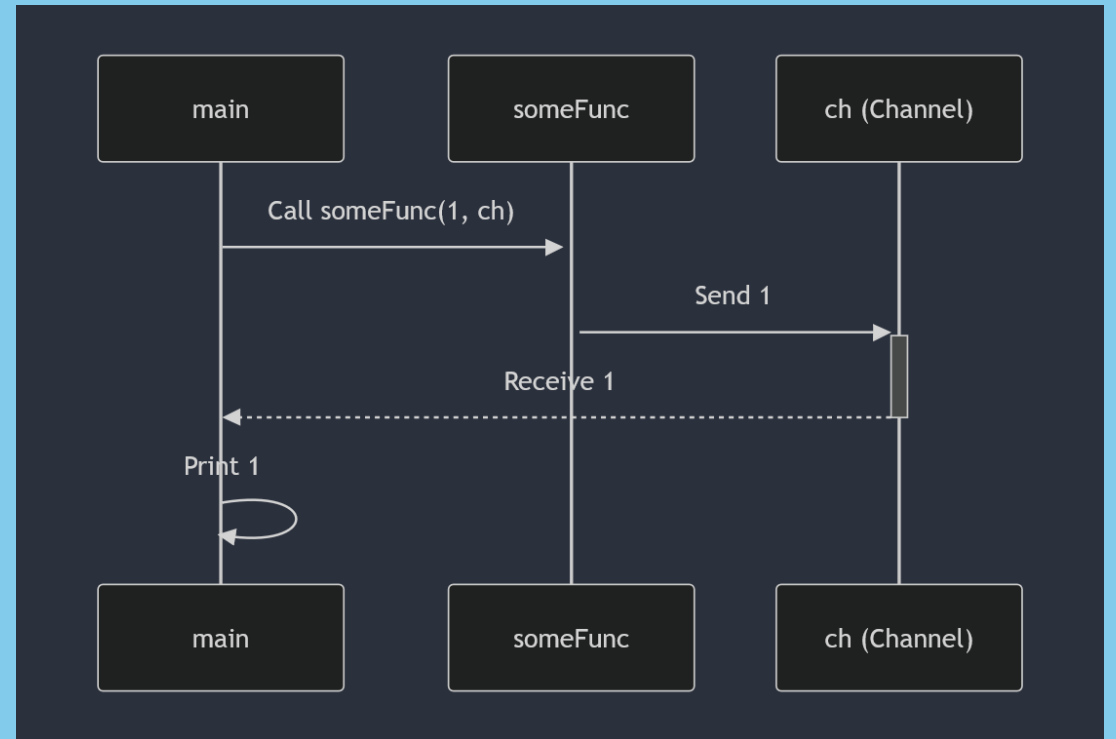 main
someFunc
ch (Channel)
Call someFunc(1, ch)
Send 1
Receive 1
Print 1
main
someFunc
ch (Channel)